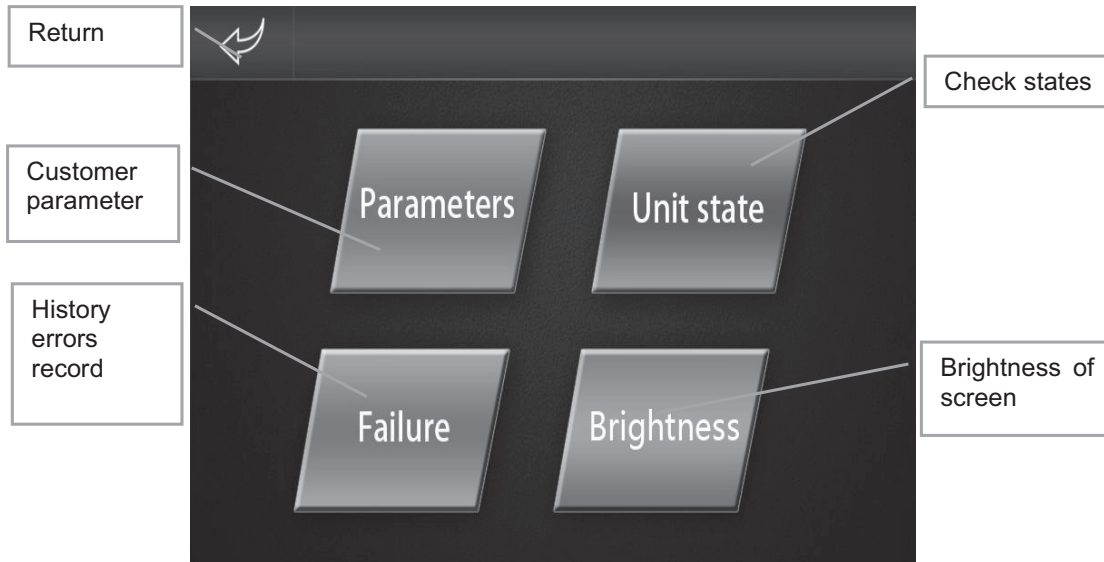 Return
Check states
Customer
parameter
Parameters
Unit state
History
errors
record
Failure
Brightness
Brightness of
screen